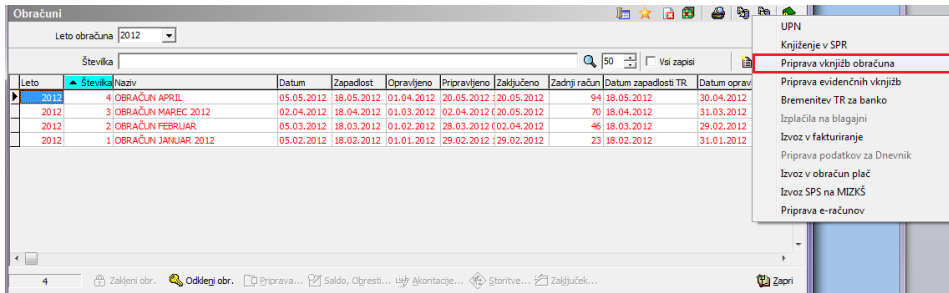 Obračuni
Leto obračuna 2012
Številka 50 Vsi zapisi
Leto Številka Naziv Datum Zapadlost Opravljeno Pripravljeno Zaključeno Zadnji račun Datum zapadlosti TR Datum oprav
2012 4 OBRAČUN APRIL 05.05.2012 18.05.2012 01.04.2012 20.05.2012 20.05.2012 94 18.05.2012 30.04.2012
2012 3 OBRAČUN MAREC 2012 02.04.2012 18.04.2012 01.03.2012 02.04.2012 20.05.2012 70 18.04.2012 31.03.2012
2012 2 OBRAČUN FEBRUAR 05.03.2012 18.03.2012 01.02.2012 28.03.2012 02.04.2012 46 18.03.2012 29.02.2012
2012 1 OBRAČUN JANUAR 2012 05.02.2012 18.02.2012 01.01.2012 29.02.2012 29.02.2012 23 18.02.2012 31.01.2012
4 Zakleni obr. Odkleni obr. Priprava... Saldo, Obresti... Akontacije... Storitve... Zaključek... Zapri
UPN
Knjiženje v SPR
Priprava vknjižb obračuna
Priprava evidenčnih vknjižb
Bremenitev TR za banko
Izplačila na blagajni
Izvoz v fakturiranje
Priprava podatkov za Dnevnik
Izvoz v obračun plač
Izvoz SPS na MIZKŠ
Priprava e-računov